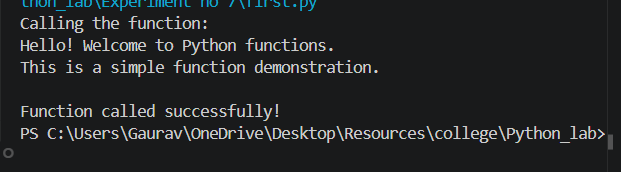 thon_lab\Experiment no 7\first.py
Calling the function:
Hello! Welcome to Python functions.
This is a simple function demonstration.
Function called successfully!
PS C:\Users\Gaurav\OneDrive\Desktop\Resources\college\Python_lab>